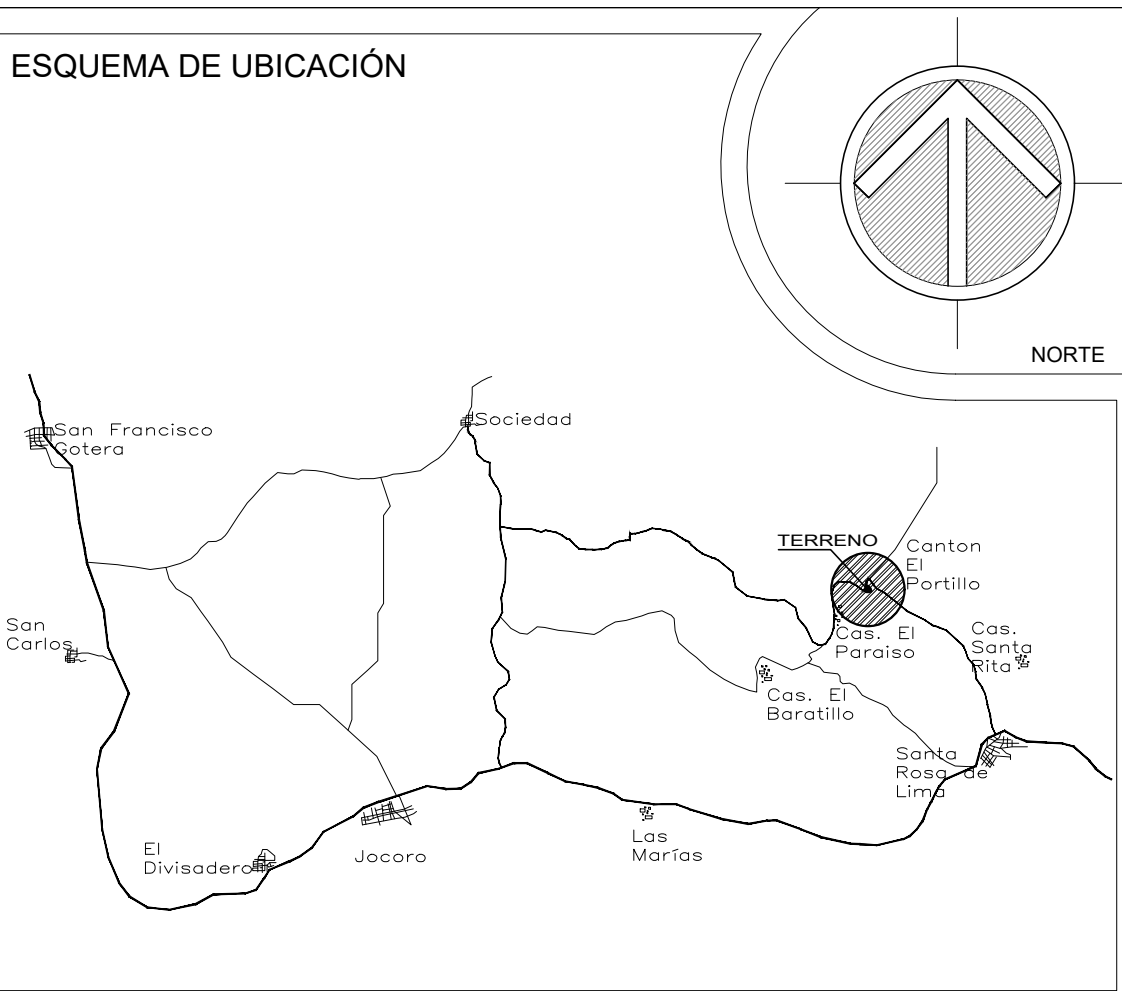 ESQUEMA DE UBICACIÓN
NORTE
San Francisco
Gotera
Sociedad
TERRENO
Canton
El
Portillo
San
Carlos
Cas. El
Paraiso
Cas.
Santa
Rita
Cas. El
Baratillo
Santa
Rosa de
Lima
El
Divisadero
Jocoro
Las
Marías